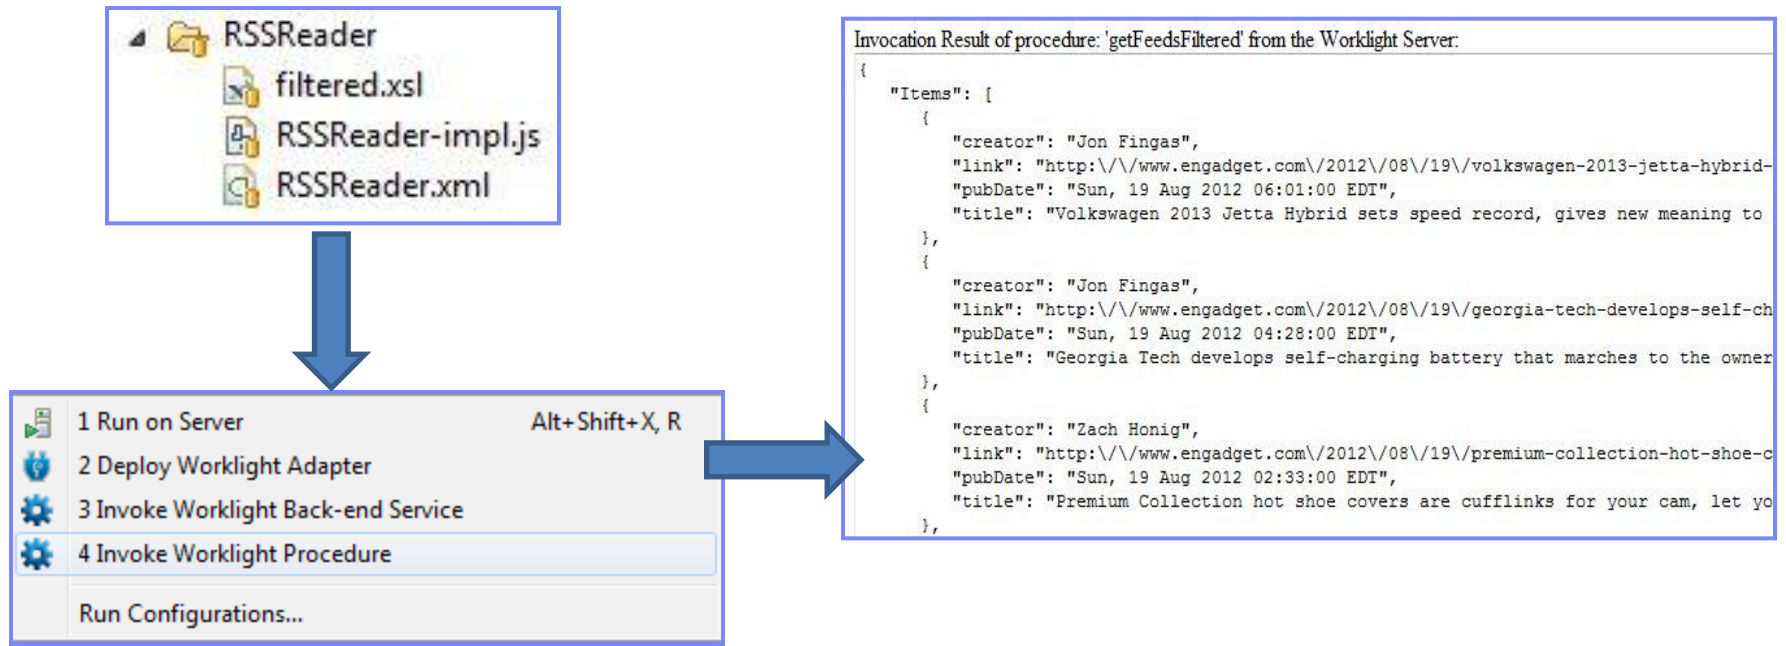 RSSReader
filtered.xsl
RSSReader-impl.js
RSSReader.xml
1 Run on Server Alt+Shift+X, R
2 Deploy Worklight Adapter
3 Invoke Worklight Back-end Service
4 Invoke Worklight Procedure
Run Configurations...
Invocation Result of procedure: 'getFeedsFiltered' from the Worklight Server:
{
"Items": [
{
"creator": "Jon Fingas",
"link": "http:\/\/www.engadget.com\/2012\/08\/19\/volkswagen-2013-jetta-hybrid-
"pubDate": "Sun, 19 Aug 2012 06:01:00 EDT",
"title": "Volkswagen 2013 Jetta Hybrid sets speed record, gives new meaning to
},
{
"creator": "Jon Fingas",
"link": "http:\/\/www.engadget.com\/2012\/08\/19\/georgia-tech-develops-self-ch
"pubDate": "Sun, 19 Aug 2012 04:28:00 EDT",
"title": "Georgia Tech develops self-charging battery that marches to the owner
},
{
"creator": "Zach Honig",
"link": "http:\/\/www.engadget.com\/2012\/08\/19\/premium-collection-hot-shoe-c
"pubDate": "Sun, 19 Aug 2012 02:33:00 EDT",
"title": "Premium Collection hot shoe covers are cufflinks for your cam, let yo
},